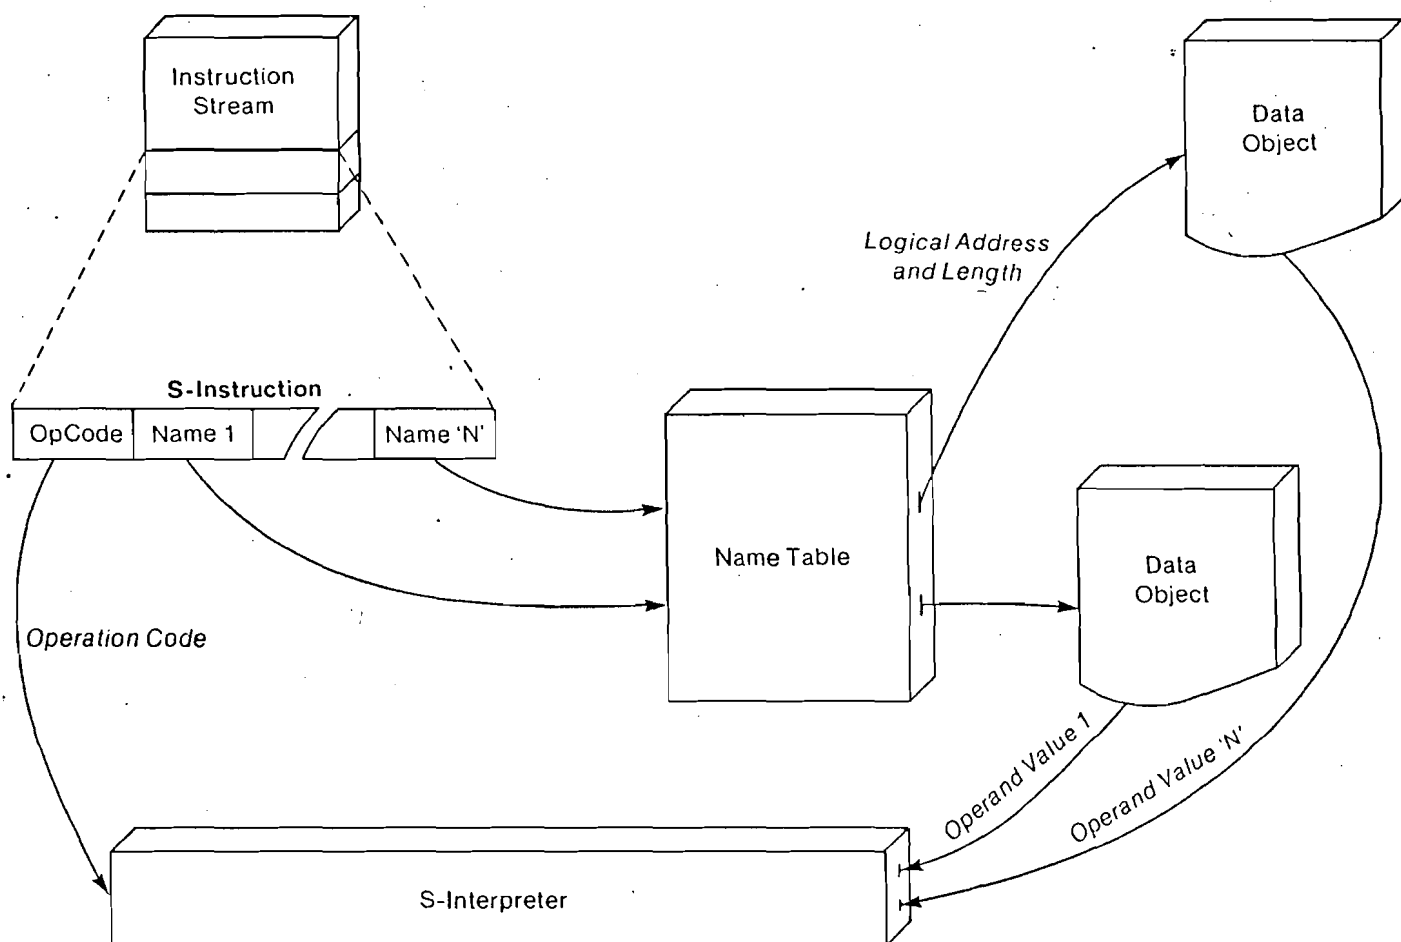 Instruction
Stream
Data
Object
Logical Address
and Length
S-Instruction
OpCode
Name 1
Name 'N'
Name Table
Data
Object
Operation Code
Operand Value 1
Operand Value 'N'
S-Interpreter